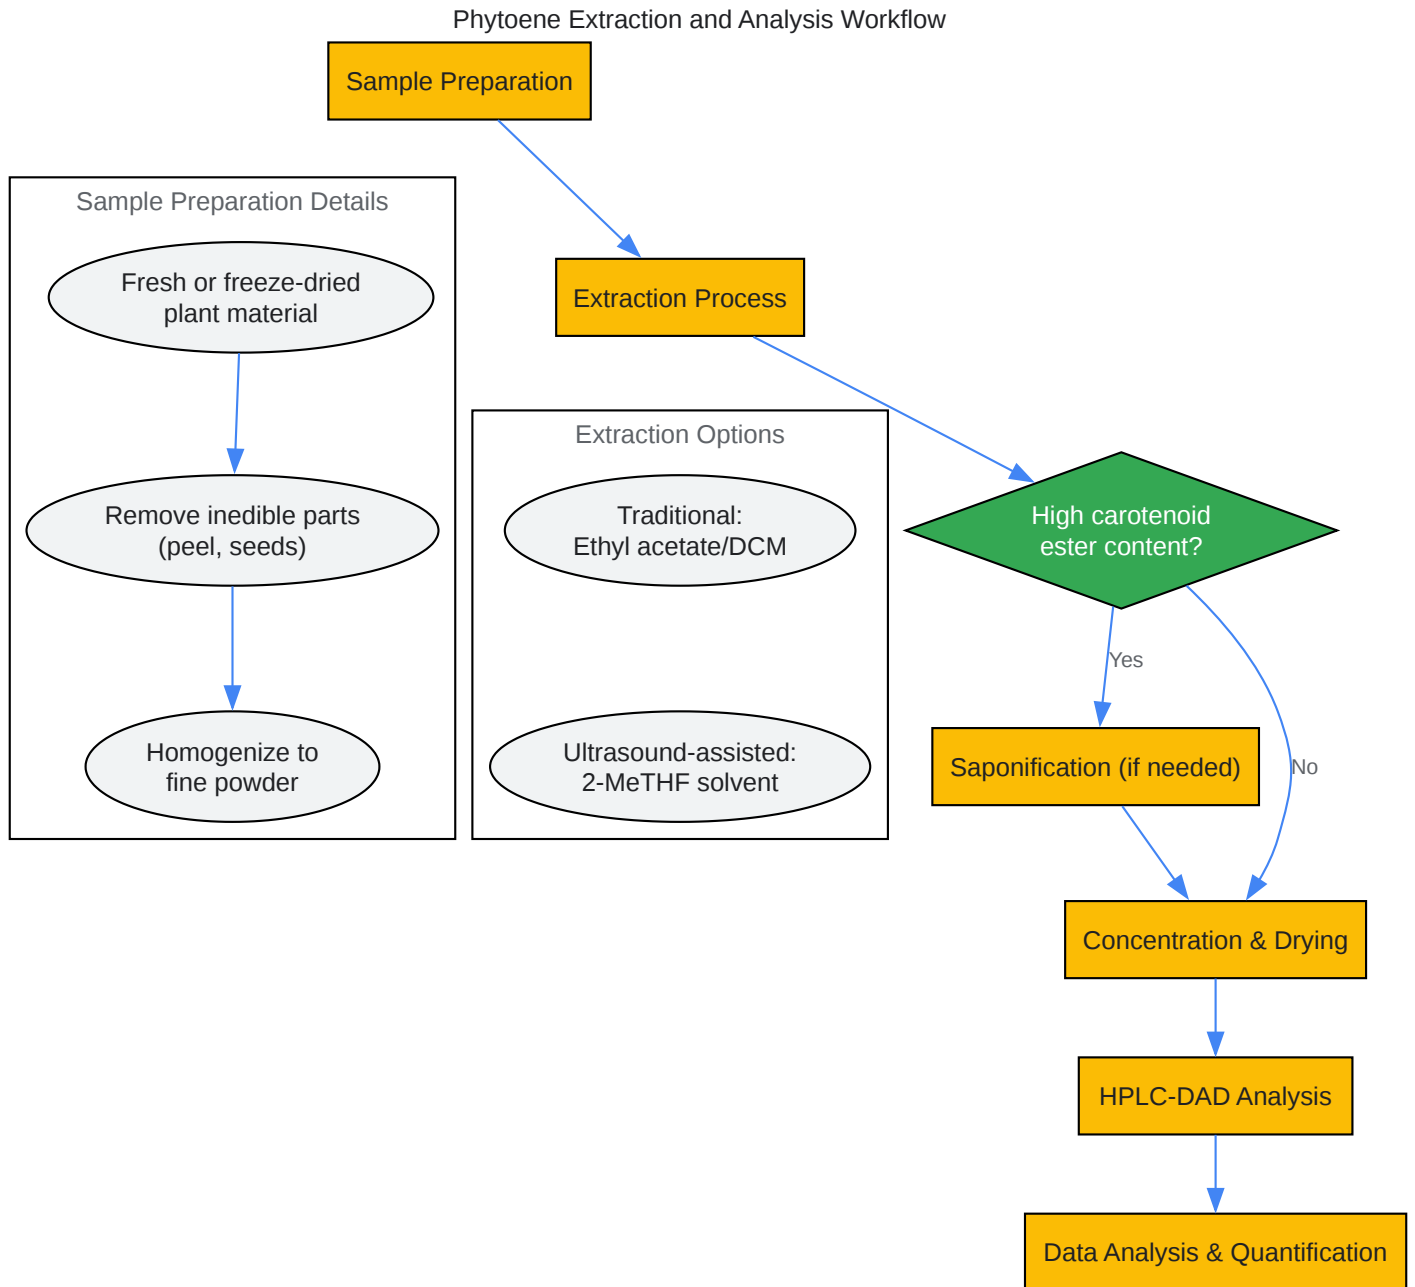 Phytoene Extraction and Analysis Workflow
Sample Preparation
Sample Preparation Details
Fresh or freeze-dried
plant material
Remove inedible parts
(peel, seeds)
Homogenize to
fine powder
Extraction Process
Extraction Options
Traditional:
Ethyl acetate/DCM
Ultrasound-assisted:
2-MeTHF solvent
High carotenoid
ester content?
Yes
No
Saponification (if needed)
Concentration & Drying
HPLC-DAD Analysis
Data Analysis & Quantification